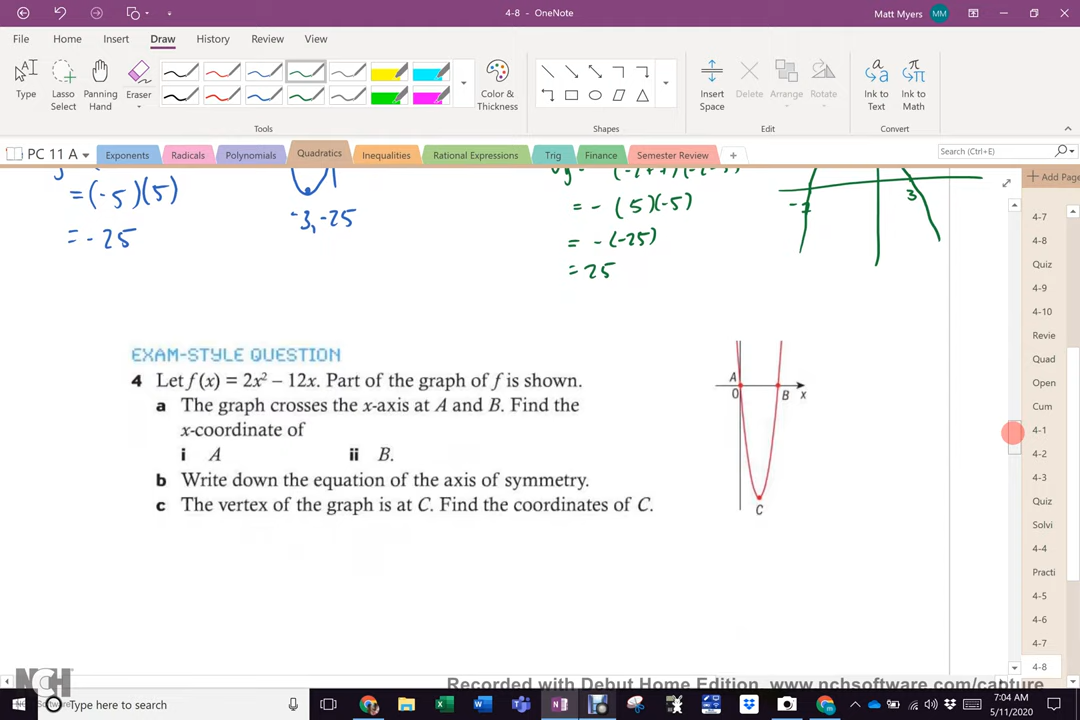 4-8 - OneNote
Matt Myers
MM
File
Home
Insert
Draw
History
Review
View
Type
Lasso Select
Panning Hand
Eraser
Color & Thickness
Insert Space
Delete
Arrange
Rotate
Ink to Text
Ink to Math
Tools
Shapes
Edit
Convert
PC 11 A
Exponents
Radicals
Polynomials
Quadratics
Inequalities
Rational Expressions
Trig
Finance
Semester Review
+
Search (Ctrl+E)
+ Add Page
= (-5)(5)
= -25
-3, -25
= - (5)(-5)
= - (-25)
= 25
3
EXAM-STYLE QUESTION
4 Let f (x) = 2x² – 12x. Part of the graph of f is shown.
a The graph crosses the x-axis at A and B. Find the
x-coordinate of
i A ii B.
b Write down the equation of the axis of symmetry.
c The vertex of the graph is at C. Find the coordinates of C.
A
0
B
x
C
4-7
4-8
Quiz
4-9
4-10
Revie
Quad
Open
Cum
4-1
4-2
4-3
Quiz
Solvi
4-4
Practi
4-5
4-6
4-7
4-8
NCH
Recorded with Debut Home Edition. www.nchsoftware.com/capture
Type here to search
7:04 AM
5/11/2020